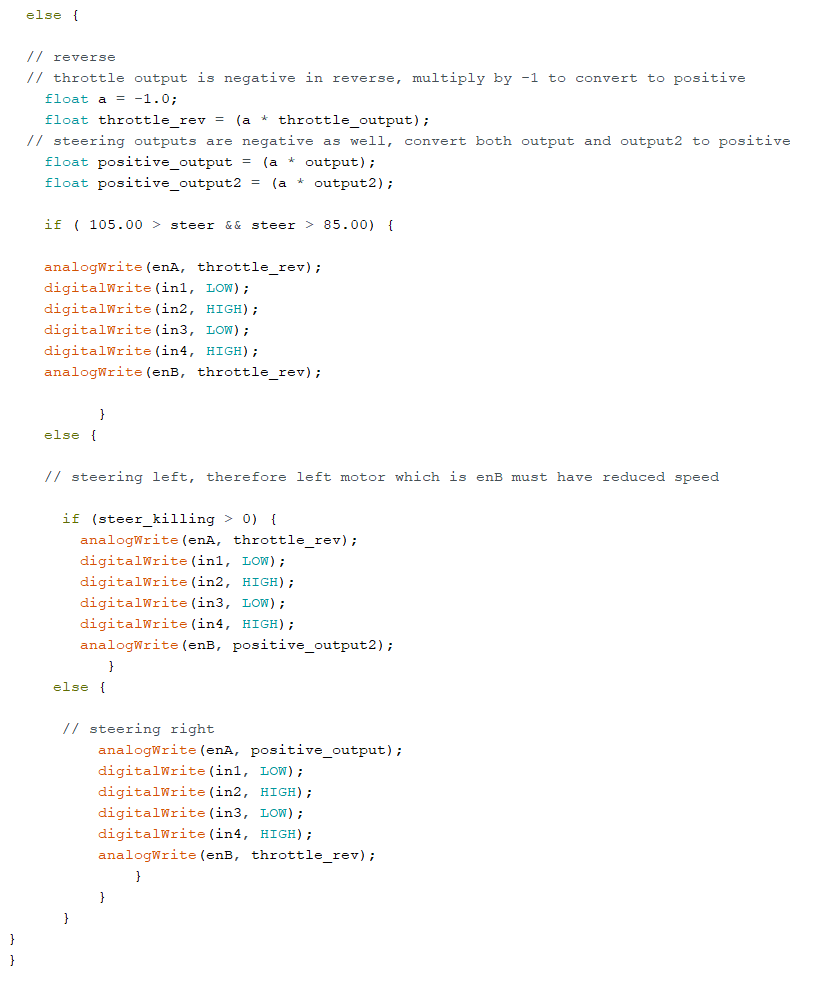 else {
// reverse
// throttle output is negative in reverse, multiply by -1 to convert to positive
float a = -1.0;
float throttle_rev = (a * throttle_output);
// steering outputs are negative as well, convert both output and output2 to positive
float positive_output = (a * output);
float positive_output2 = (a * output2);
if ( 105.00 > steer && steer > 85.00) {
analogWrite(enA, throttle_rev);
digitalWrite(in1, LOW);
digitalWrite(in2, HIGH);
digitalWrite(in3, LOW);
digitalWrite(in4, HIGH);
analogWrite(enB, throttle_rev);
}
else {
// steering left, therefore left motor which is enB must have reduced speed
if (steer_killing > 0) {
analogWrite(enA, throttle_rev);
digitalWrite(in1, LOW);
digitalWrite(in2, HIGH);
digitalWrite(in3, LOW);
digitalWrite(in4, HIGH);
analogWrite(enB, positive_output2);
}
else {
// steering right
analogWrite(enA, positive_output);
digitalWrite(in1, LOW);
digitalWrite(in2, HIGH);
digitalWrite(in3, LOW);
digitalWrite(in4, HIGH);
analogWrite(enB, throttle_rev);
}
}
}
}
}